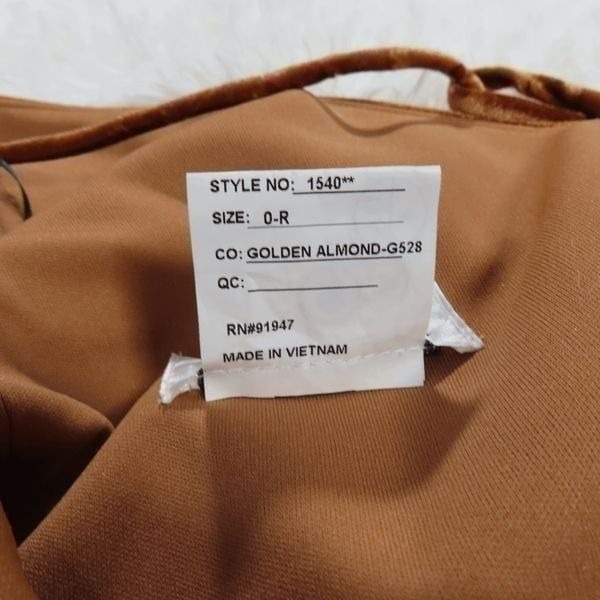 STYLE NO: 1540**
SIZE: 0-R
CO: GOLDEN ALMOND-G528
QC:
RN#91947
MADE IN VIETNAM